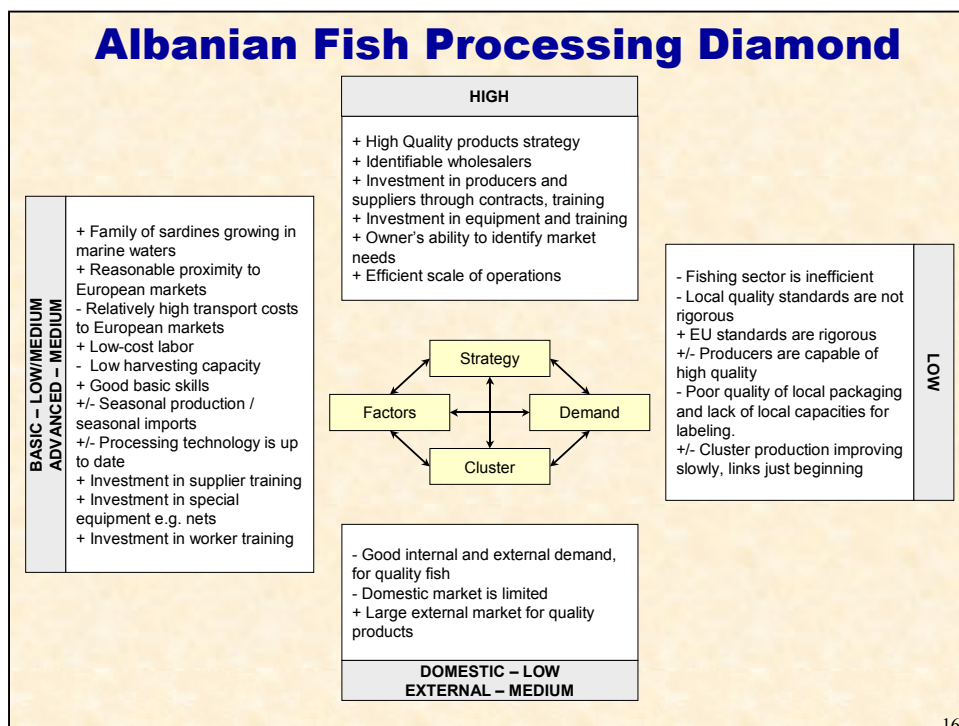 Albanian Fish Processing Diamond
HIGH
+ High Quality products strategy
+ Identifiable wholesalers
+ Investment in producers and
suppliers through contracts, training
+ Investment in equipment and training
+ Owner's ability to identify market
needs
+ Efficient scale of operations
BASIC – LOW/MEDIUM
ADVANCED – MEDIUM
+ Family of sardines growing in
marine waters
+ Reasonable proximity to
European markets
- Relatively high transport costs
to European markets
+ Low-cost labor
- Low harvesting capacity
+ Good basic skills
+/- Seasonal production /
seasonal imports
+/- Processing technology is up
to date
+ Investment in supplier training
+ Investment in special
equipment e.g. nets
+ Investment in worker training
Strategy
Factors
Demand
Cluster
- Fishing sector is inefficient
- Local quality standards are not
rigorous
+ EU standards are rigorous
+/- Producers are capable of
high quality
- Poor quality of local packaging
and lack of local capacities for
labeling.
+/- Cluster production improving
slowly, links just beginning
LOW
- Good internal and external demand,
for quality fish
- Domestic market is limited
+ Large external market for quality
products
DOMESTIC – LOW
EXTERNAL – MEDIUM
16